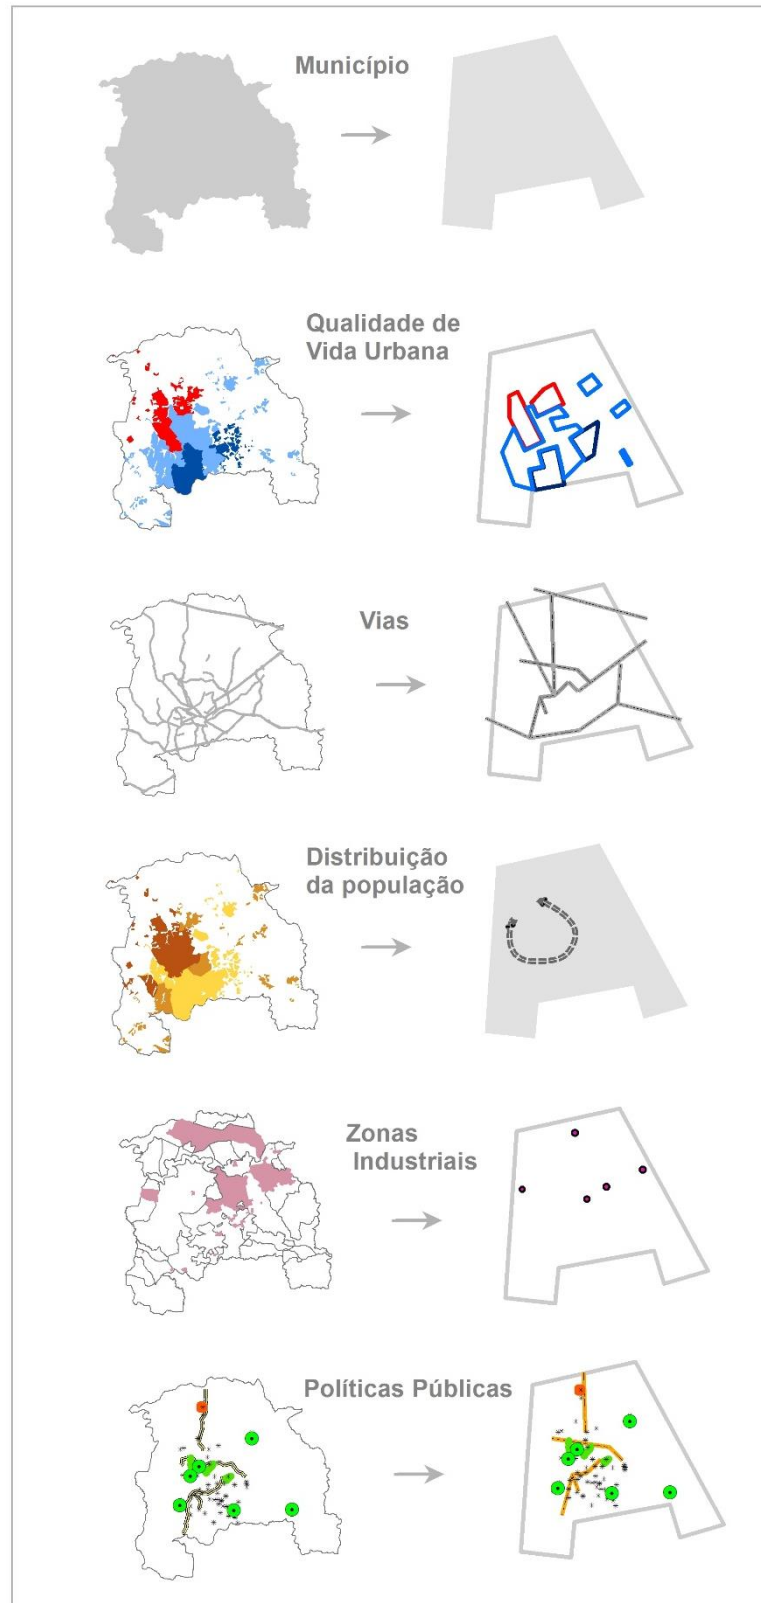 Município
Qualidade de
Vida Urbana
Vias
Distribuição
da população
Zonas
Industriais
Políticas Públicas